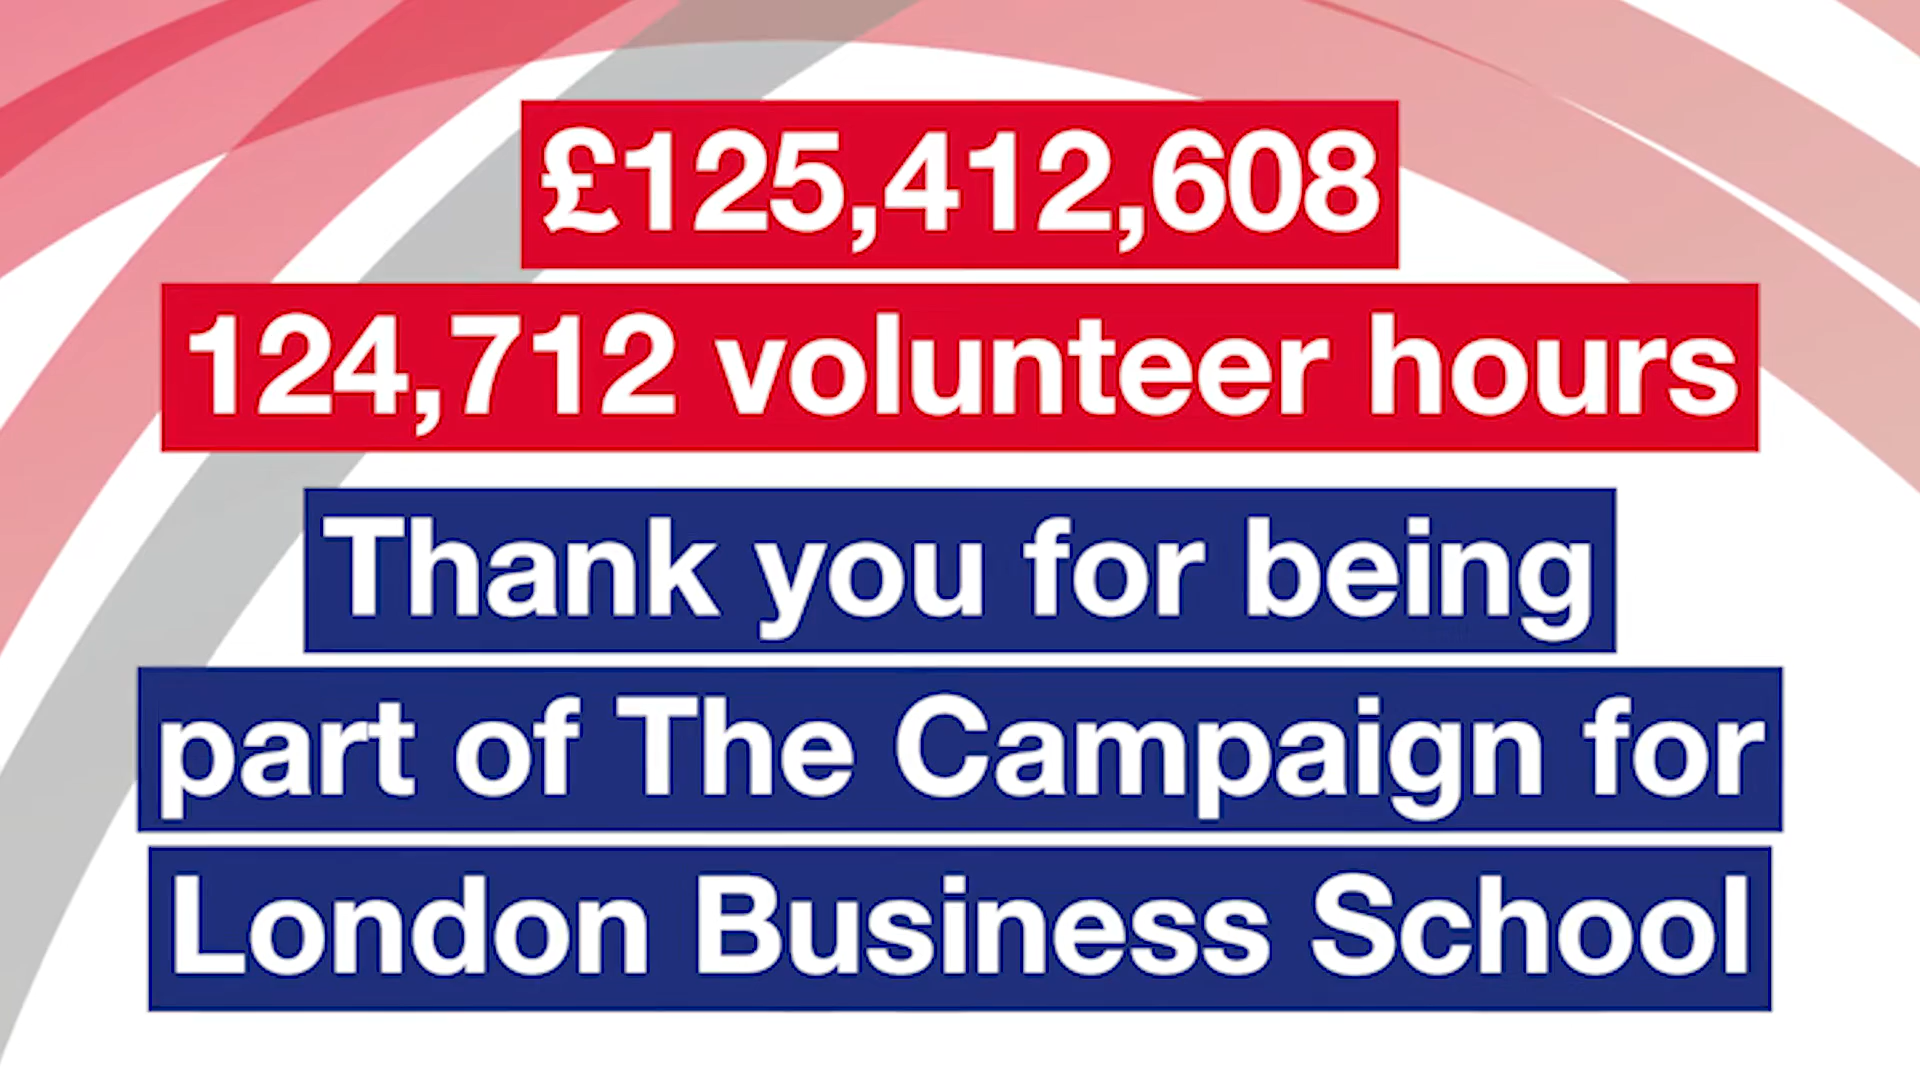 £125,412,608
124,712 volunteer hours
Thank you for being
part of The Campaign for
London Business School